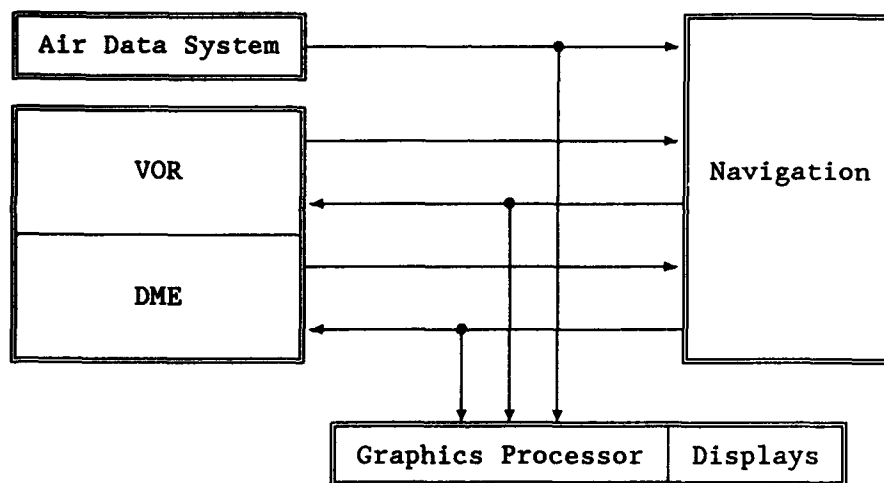 Air Data System
VOR
Navigation
DME
Graphics Processor
Displays